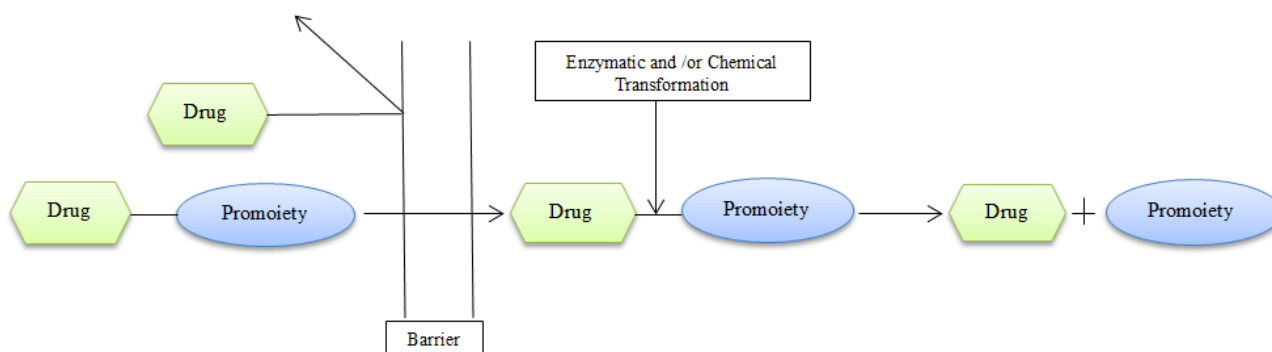 Enzymatic and /or Chemical
Transformation
Drug
Drug
Promoiety
Drug
Promoiety
Drug
Promoiety
Barrier